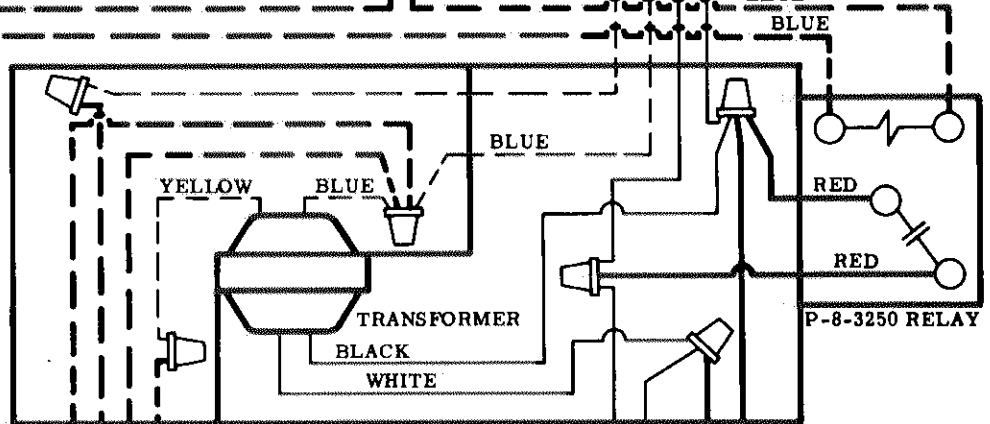 BLUE
BLUE
YELLOW
BLUE
RED
RED
P-8-3250 RELAY
TRANSFORMER
BLACK
WHITE